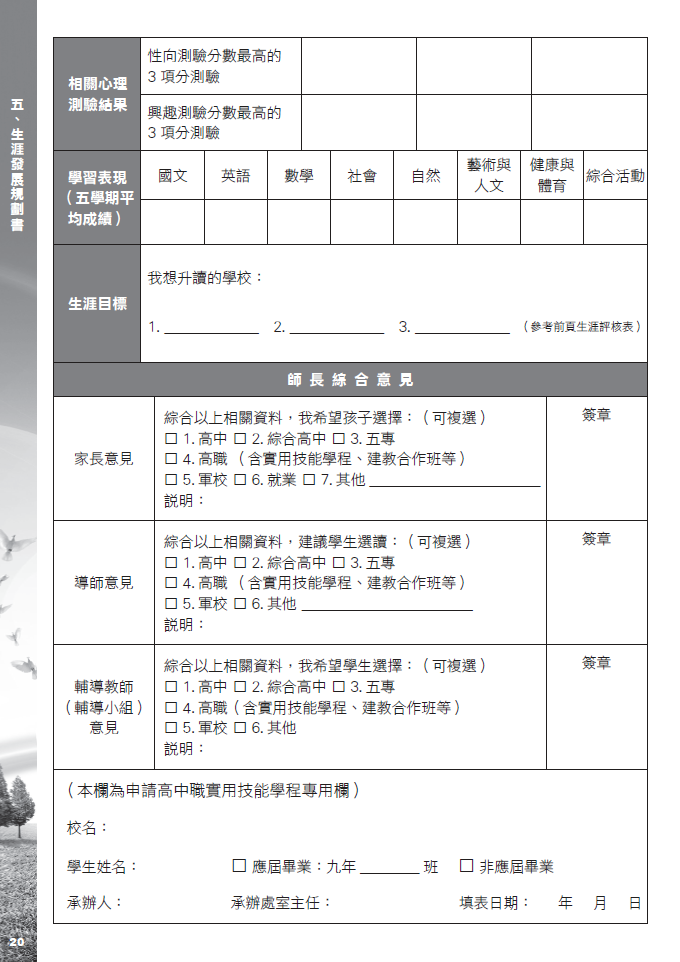 五、生涯發展規劃書
相關心理
測驗結果
性向測驗分數最高的
3 項分測驗
興趣測驗分數最高的
3 項分測驗
學習表現
（五學期平
均成績）
國文
英語
數學
社會
自然
藝術與
人文
健康與
體育
綜合活動
生涯目標
我想升讀的學校：
1. ____________ 2. ____________ 3. ____________ （參考前頁生涯評核表）
師長綜合意見
家長意見
綜合以上相關資料，我希望孩子選擇：（可複選）
□ 1. 高中 □ 2. 綜合高中 □ 3. 五專
□ 4. 高職（含實用技能學程、建教合作班等）
□ 5. 軍校 □ 6. 就業 □ 7. 其他 ______________________
說明：
簽章
導師意見
綜合以上相關資料，建議學生選讀：（可複選）
□ 1. 高中 □ 2. 綜合高中 □ 3. 五專
□ 4. 高職（含實用技能學程、建教合作班等）
□ 5. 軍校 □ 6. 其他 ______________________
說明：
簽章
輔導教師
（輔導小組）
意見
綜合以上相關資料，我希望學生選擇：（可複選）
□ 1. 高中 □ 2. 綜合高中 □ 3. 五專
□ 4. 高職（含實用技能學程、建教合作班等）
□ 5. 軍校 □ 6. 其他
說明：
簽章
（本欄為申請高中職實用技能學程專用欄）
校名：
學生姓名： □ 應屆畢業：九年 ________ 班 □ 非應屆畢業
承辦人： 承辦處室主任： 填表日期： 年 月 日
20